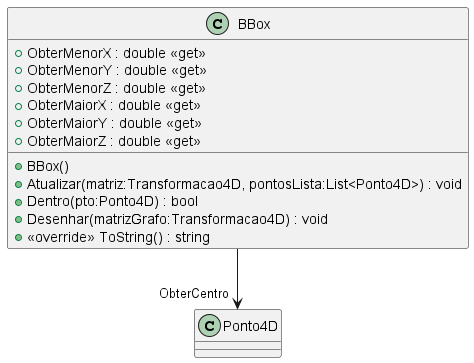 C BBox
ObterMenorX : double «get»
ObterMenorY : double «get»
ObterMenorZ : double «get»
ObterMaiorX : double «get»
ObterMaiorY : double «get»
ObterMaiorZ : double «get»
BBox()
Atualizar(matriz:Transformacao4D, pontosLista:List<Ponto4D>) : void
Dentro(pto:Ponto4D) : bool
Desenhar(matrizGrafo:Transformacao4D) : void
«override» ToString() : string
ObterCentro
C Ponto4D